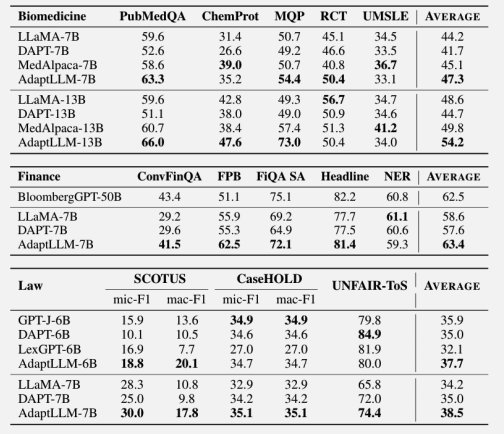 Biomedicine PubMedQA ChemProt MQP RCT UMSLE AVERAGE
LLaMA-7B 59.6 31.4 50.7 45.1 34.5 44.2
DAPT-7B 52.6 26.6 49.2 46.6 33.5 41.7
MedAlpaca-7B 58.6 39.0 50.7 40.8 36.7 45.1
AdaptLLM-7B 63.3 35.2 54.4 50.4 33.1 47.3
LLaMA-13B 59.6 42.8 49.3 56.7 34.7 48.6
DAPT-13B 51.1 38.0 49.0 50.9 34.6 44.7
MedAlpaca-13B 60.7 38.4 57.4 51.3 41.2 49.8
AdaptLLM-13B 66.0 47.6 73.0 50.4 34.0 54.2
Finance ConvFinQA FPB FiQA SA Headline NER AVERAGE
BloombergGPT-50B 43.4 51.1 75.1 82.2 60.8 62.5
LLaMA-7B 29.2 55.9 69.2 77.7 61.1 58.6
DAPT-7B 29.6 55.3 64.9 77.5 60.6 57.6
AdaptLLM-7B 41.5 62.5 72.1 81.4 59.3 63.4
Law SCOTUS CaseHOLD UNFAIR-ToS AVERAGE
mic-F1 mac-F1 mic-F1 mac-F1
GPT-J-6B 15.9 13.6 34.9 34.9 79.8 35.9
DAPT-6B 10.1 10.5 34.6 34.6 84.9 35.0
LexGPT-6B 16.9 7.7 27.0 27.0 81.9 32.1
AdaptLLM-6B 18.8 20.1 34.7 34.7 80.0 37.7
LLaMA-7B 28.3 10.8 32.9 32.9 65.8 34.2
DAPT-7B 25.0 9.8 34.2 34.2 72.0 35.0
AdaptLLM-7B 30.0 17.8 35.1 35.1 74.4 38.5